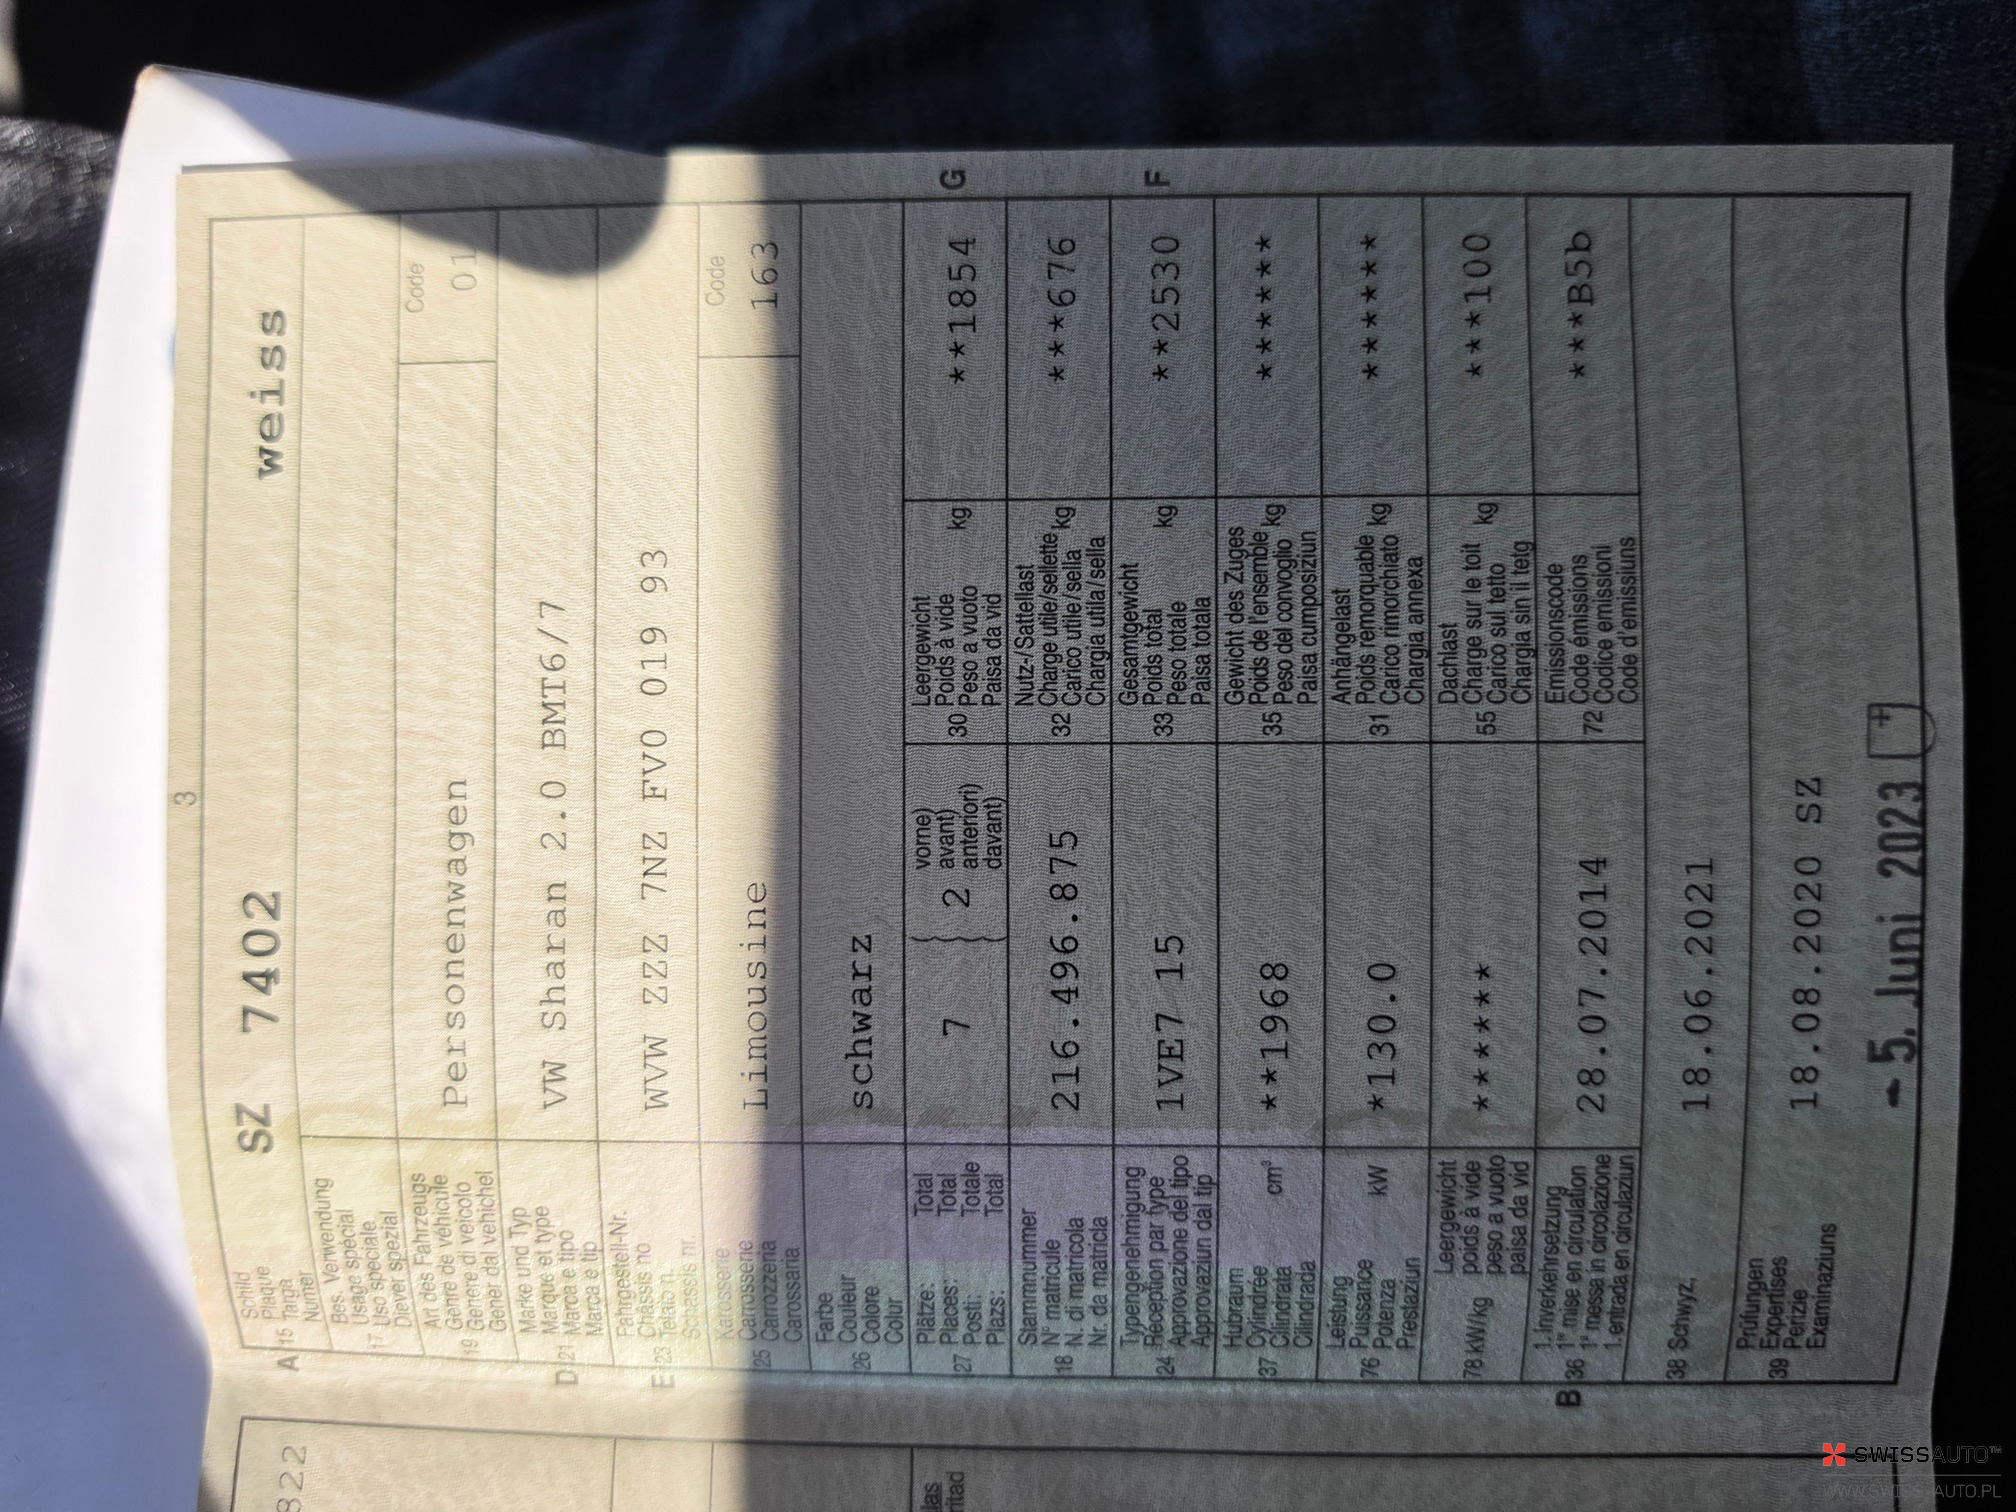 3
Schild
Plaque
A 15 Targa
Numer
SZ 7402 weiss
Bes. Verwendung
Usage spécial
17 Uso speciale
Diever spezial
Art des Fahrzeugs
Genre de véhicule
19 Genere di veicolo
Gener dal vehichel
Personenwagen
Code
01
Marke und Typ
Marque et type
D 21 Marca e tipo
Marca e tip
VW Sharan 2.0 BMT6/7
Fahrgestell-Nr.
Châssis no
E 23 Telaio n.
Schassis nr.
WVW ZZZ 7NZ FV0 019 93
Karosserie
Carrosserie
25 Carrozzeria
Carossaria
Limousine
Code
163
Farbe
Couleur
26 Colore
Colur
schwarz
Plätze: Total
Places: Total
27 Posti: Totale
Plazs: Total
7
2
vorne)
avant)
anteriori)
davant)
Leergewicht
Poids à vide
30 Peso a vuoto kg
Paisa da vid
**1854 G
Stammnummer
N° matricule
18 N. di matricola
Nr. da matricla
216.496.875
Nutz-/Sattellast
Charge utile/sellette
32 Carico utile/sella kg
Chargia utila/sella
***676
Typengenehmigung
Réception par type
24 Approvazione del tipo
Approvaziun dal tip
1VE7 15
Gesamtgewicht
Poids total
33 Peso totale kg
Paisa totala
**2530 F
Hubraum
Cylindrée
37 Cilindrata cm³
Cilindrada
**1968
Gewicht des Zuges
Poids de l'ensemble
35 Peso del convoglio kg
Paisa cumposiziun
*******
Leistung
Puissance
76 Potenza kW
Prestaziun
*130.0
Anhängelast
Poids remorquable
31 Carico rimorchiato kg
Chargia annexa
*******
Leergewicht
78 kW/kg poids à vide
peso a vuoto
paisa da vid
******
Dachlast
Charge sur le toit
55 Carico sul tetto kg
Chargia sin il tetg
***100
1. Inverkehrsetzung
1re mise en circulation
B 36 1a messa in circolazione
1. entrada en circulaziun
28.07.2014
Emissionscode
Code émissions
72 Codice emissioni
Code d'emissiuns
***B5b
38 Schwyz,
18.06.2021
Prüfungen
Expertises
39 Perizie
Examinaziuns
18.08.2020 SZ
- 5. Juni 2023
822
las
ritad
SWISSAUTO™
WWW.SWISSAUTO.PL